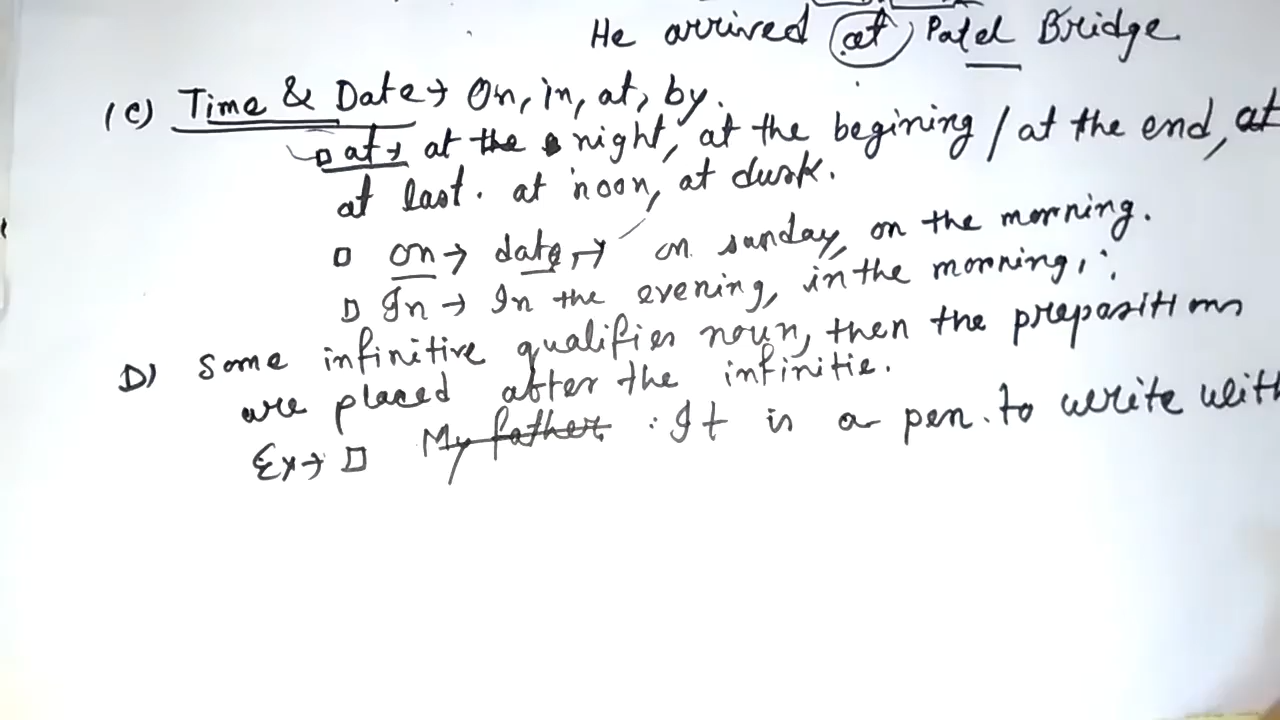 He arrived at Patel Bridge
(C) Time & Date → On, in, at, by.
at → at the night, at the begining / at the end, at
at last. at noon, at dusk.
on → date, → on sunday, on the morning.
In → In the evening, in the morning,
D) Some infinitive qualifies noun, then the prepasitions
are placed after the infinitie.
Ex → My father : It is a pen. to write with